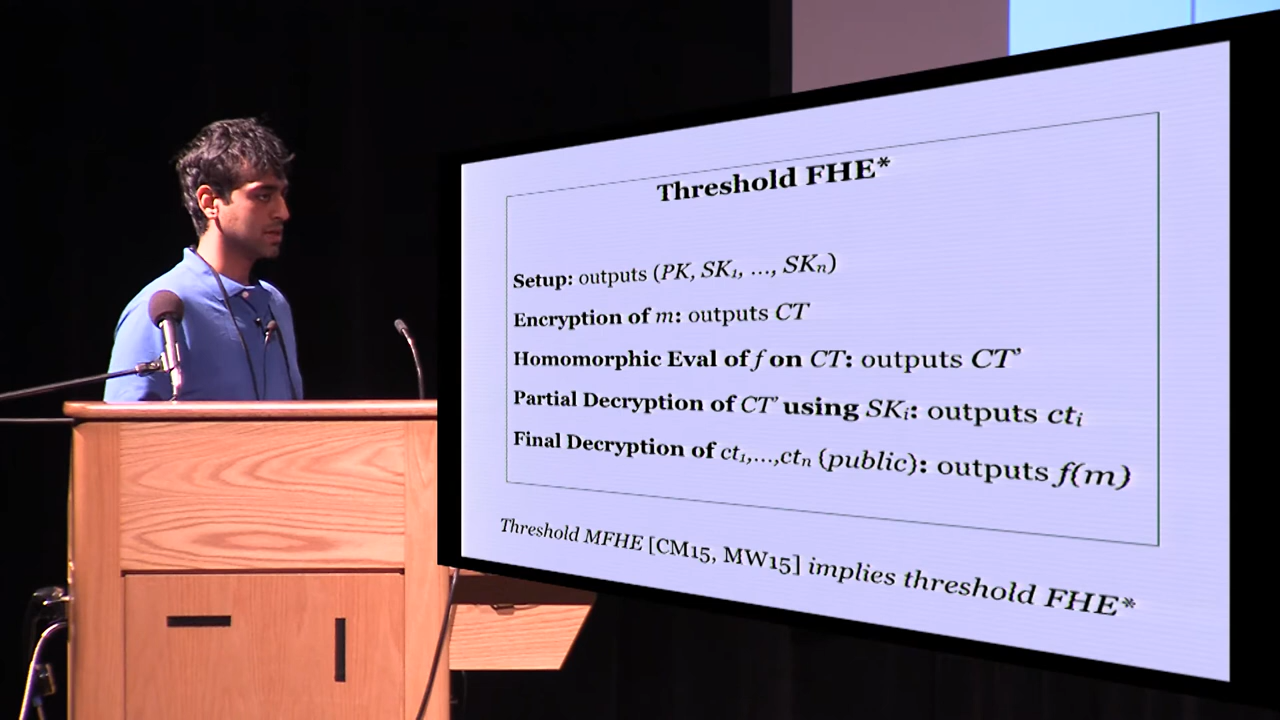 Threshold FHE*
Setup: outputs (PK, SK₁, ..., SKₙ)
Encryption of m: outputs CT
Homomorphic Eval of f on CT: outputs CT'
Partial Decryption of CT' using SKᵢ: outputs ctᵢ
Final Decryption of ct₁,...,ctₙ (public): outputs f(m)
Threshold MFHE [CM15, MW15] implies threshold FHE*